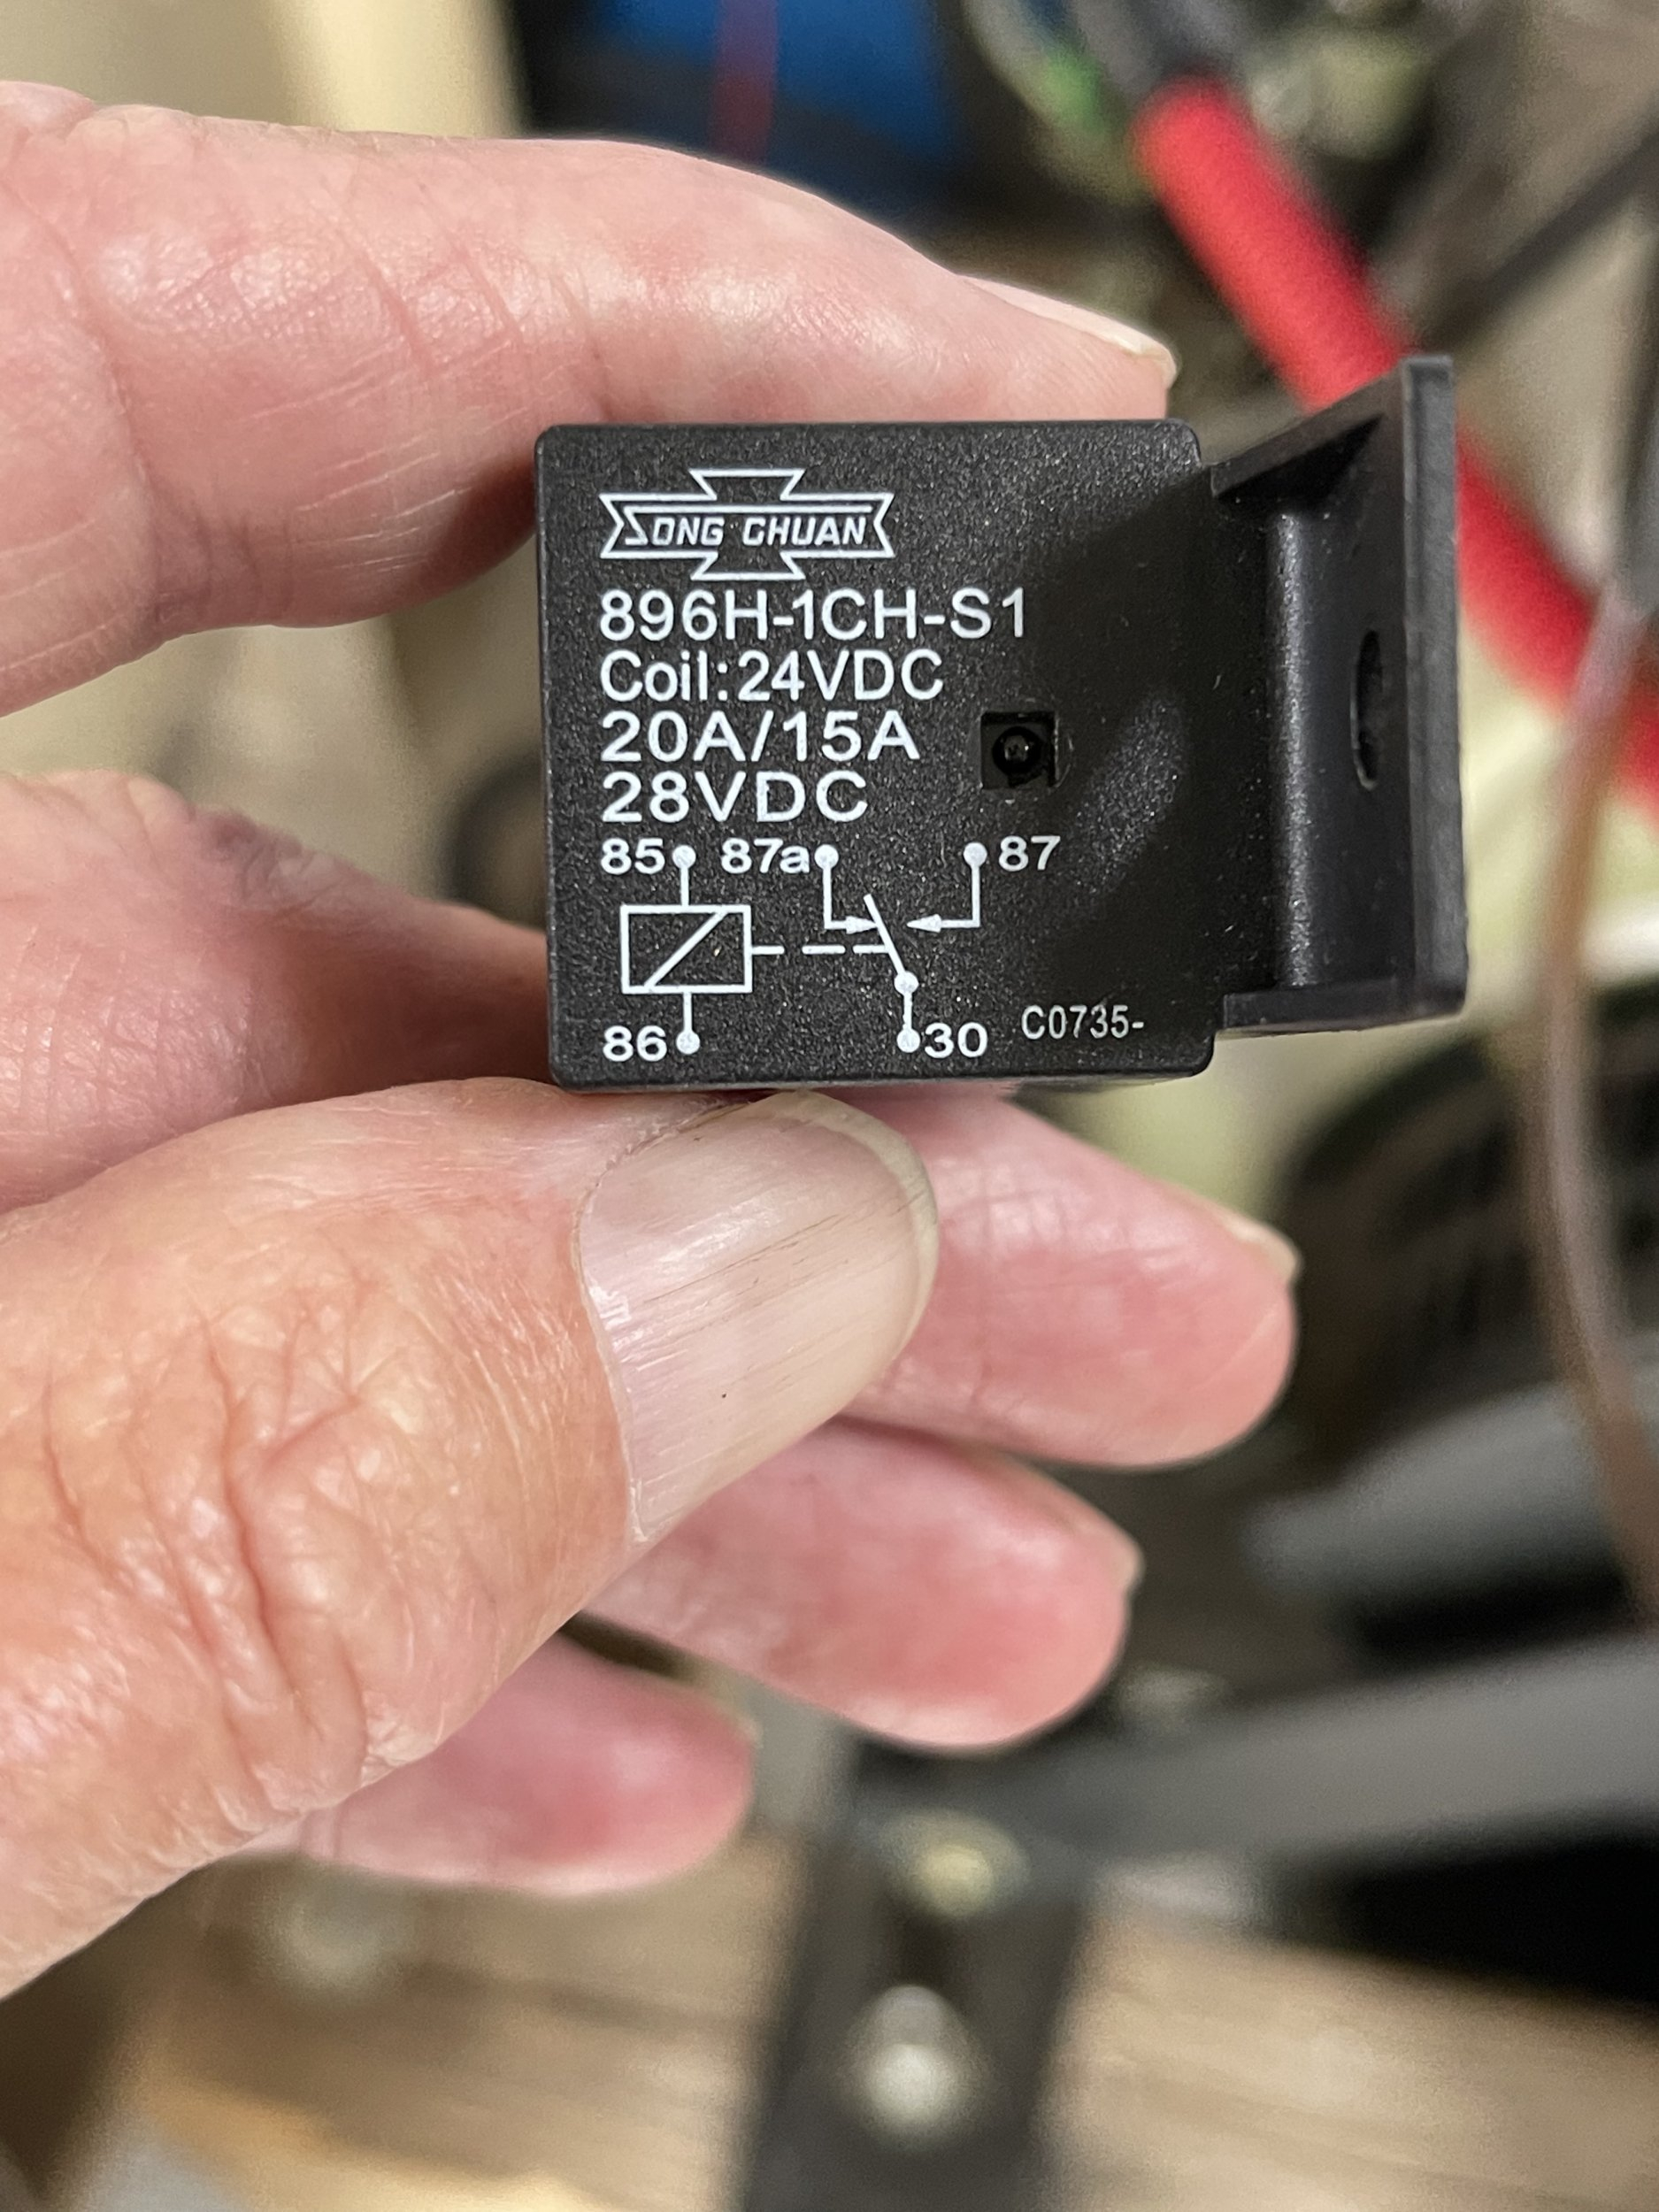 SONG CHUAN
896H-1CH-S1
Coil:24VDC
20A/15A
28VDC
85 87a 87
86 30 C0735-